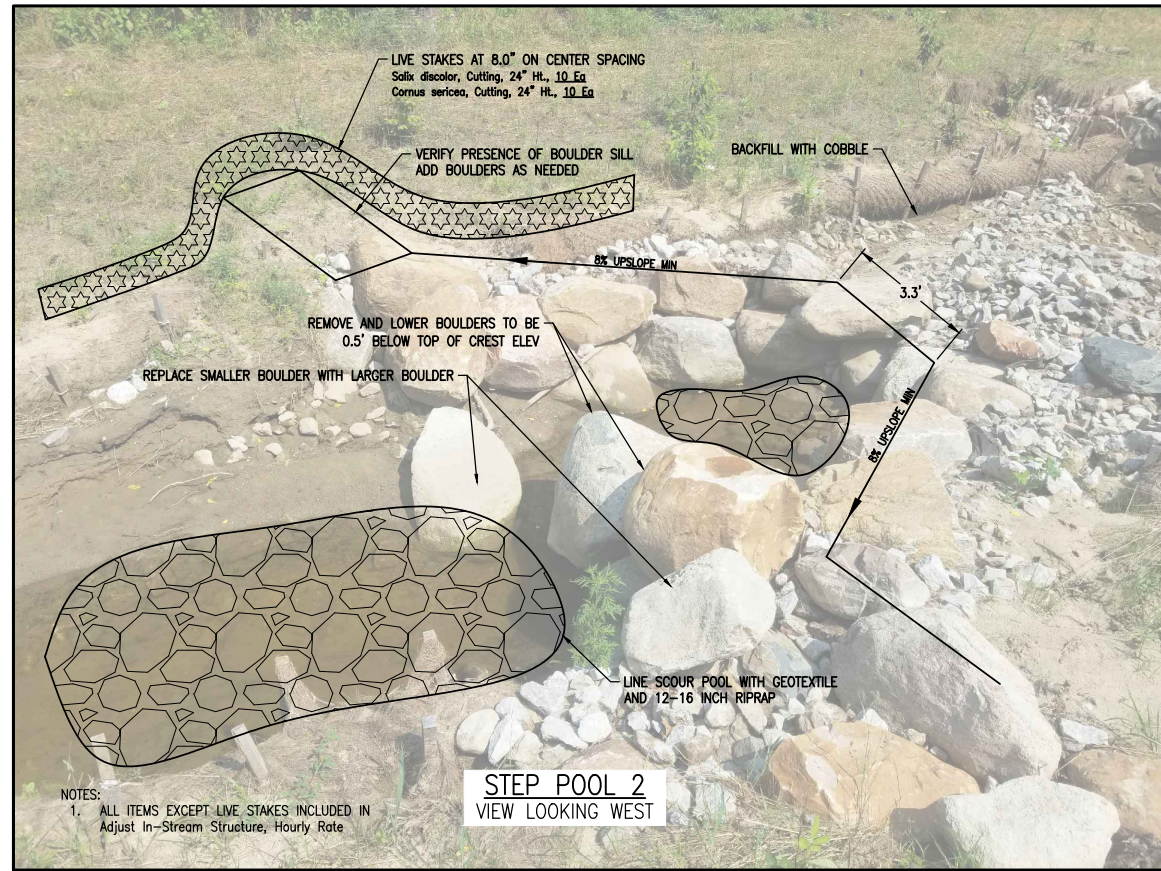 LIVE STAKES AT 8.0" ON CENTER SPACING
Salix discolor, Cutting, 24" Ht., 10 Ea
Cornus sericea, Cutting, 24" Ht., 10 Ea
VERIFY PRESENCE OF BOULDER SILL
ADD BOULDERS AS NEEDED
BACKFILL WITH COBBLE
8% UPSLOPE MIN
3.3'
REMOVE AND LOWER BOULDERS TO BE
0.5' BELOW TOP OF CREST ELEV
REPLACE SMALLER BOULDER WITH LARGER BOULDER
8% UPSLOPE MIN
LINE SCOUR POOL WITH GEOTEXTILE
AND 12-16 INCH RIPRAP
STEP POOL 2
VIEW LOOKING WEST
NOTES:
1. ALL ITEMS EXCEPT LIVE STAKES INCLUDED IN
Adjust In-Stream Structure, Hourly Rate